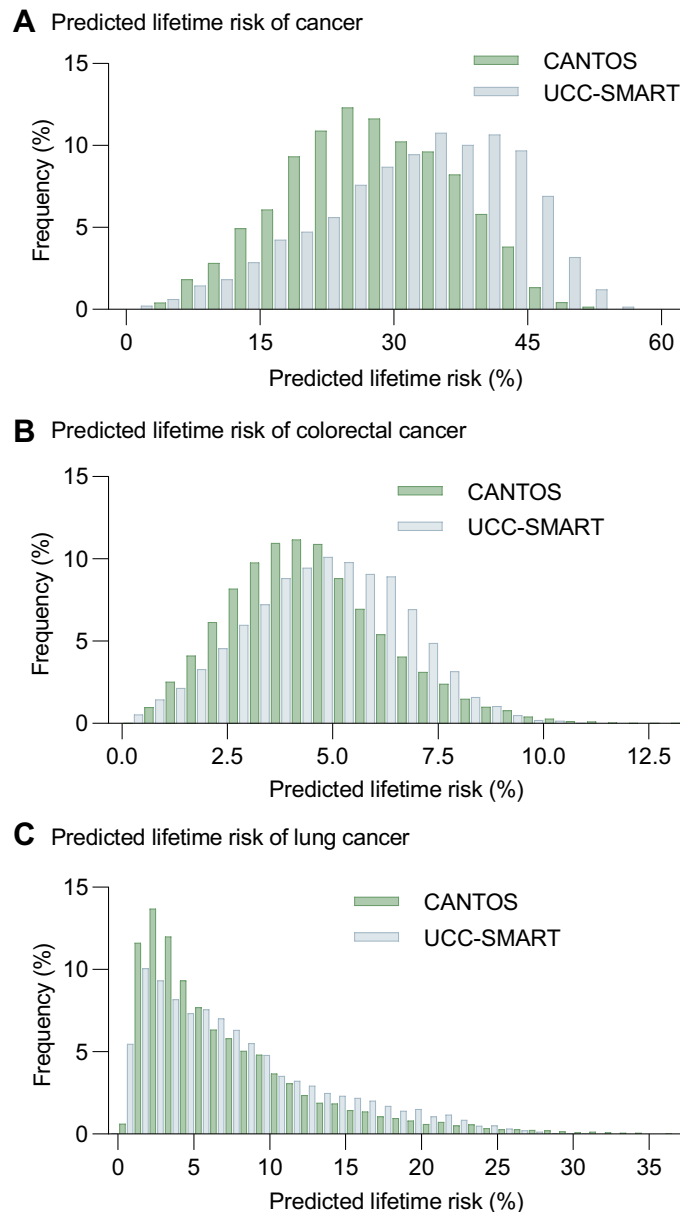 A Predicted lifetime risk of cancer
CANTOS
UCC-SMART
15
10
5
0
Frequency (%)
0 15 30 45 60
Predicted lifetime risk (%)
B Predicted lifetime risk of colorectal cancer
CANTOS
UCC-SMART
15
10
5
0
Frequency (%)
0.0 2.5 5.0 7.5 10.0 12.5
Predicted lifetime risk (%)
C Predicted lifetime risk of lung cancer
CANTOS
UCC-SMART
15
10
5
0
Frequency (%)
0 5 10 15 20 25 30 35
Predicted lifetime risk (%)